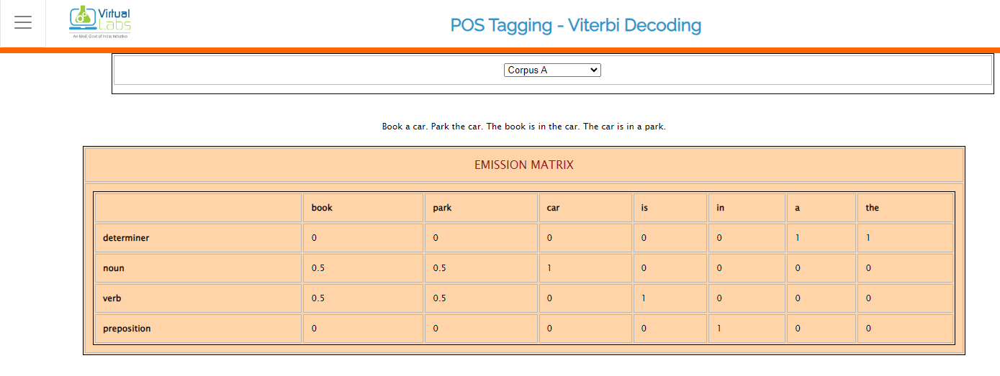 Virtual
Labs
An MoE Govt of India Initiative
POS Tagging - Viterbi Decoding
Corpus A
Book a car. Park the car. The book is in the car. The car is in a park.
EMISSION MATRIX
book park car is in a the
determiner 0 0 0 0 0 1 1
noun 0.5 0.5 1 0 0 0 0
verb 0.5 0.5 0 1 0 0 0
preposition 0 0 0 0 1 0 0